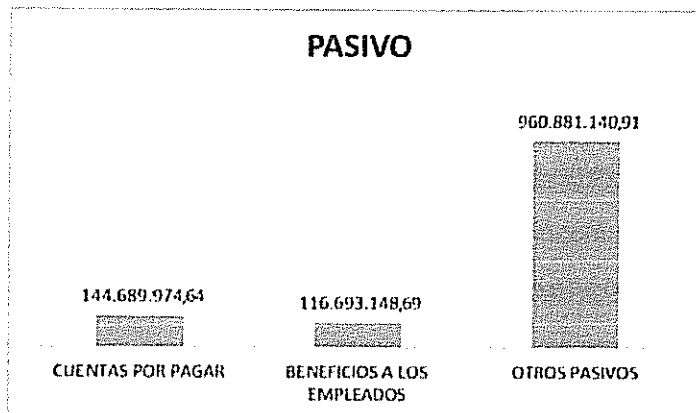 PASIVO
960.881.140,91
144.689.974,64
116.693.148,69
CUENTAS POR PAGAR
BENEFICIOS A LOS
EMPLEADOS
OTROS PASIVOS